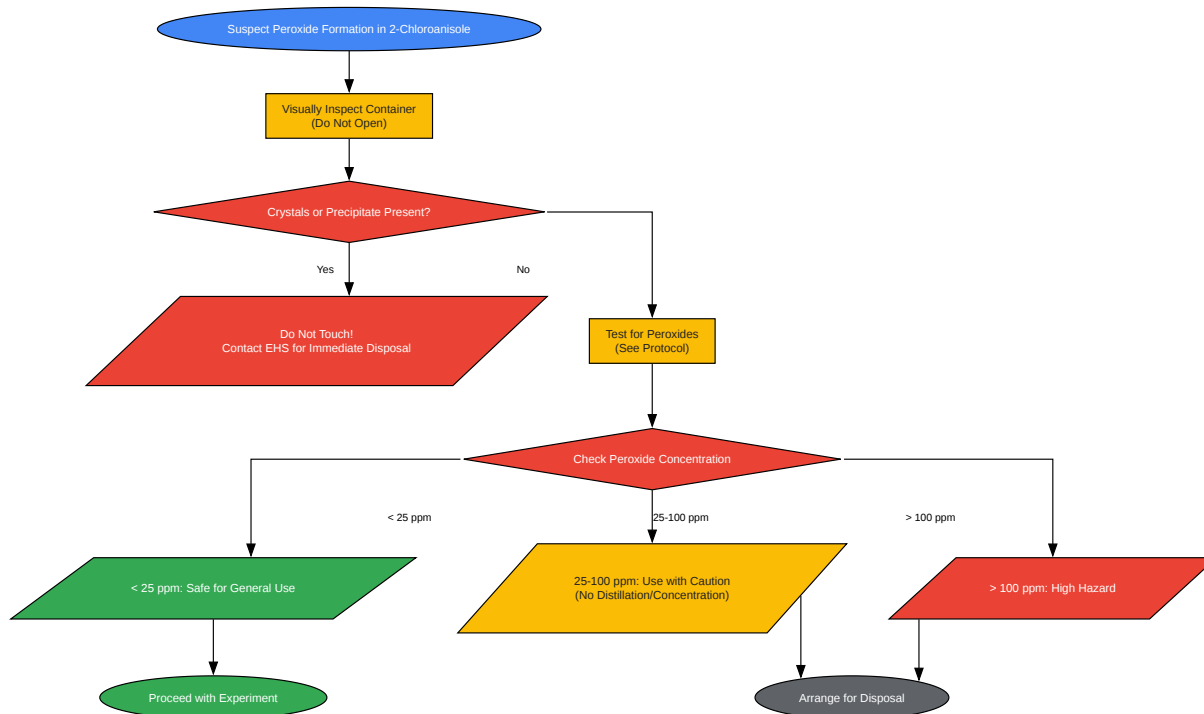 Suspect Peroxide Formation in 2-Chloroanisole
Visually Inspect Container
(Do Not Open)
Crystals or Precipitate Present?
Yes
No
Do Not Touch!
Contact EHS for Immediate Disposal
Test for Peroxides
(See Protocol)
Check Peroxide Concentration
< 25 ppm
25-100 ppm
> 100 ppm
< 25 ppm: Safe for General Use
25-100 ppm: Use with Caution
(No Distillation/Concentration)
> 100 ppm: High Hazard
Proceed with Experiment
Arrange for Disposal